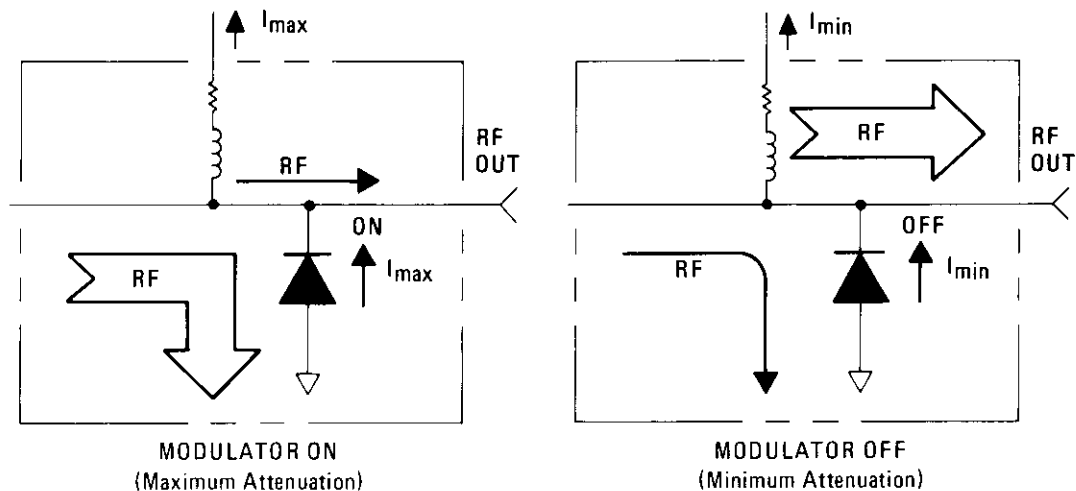 Imax
RF
OUT
RF
ON
Imax
RF
MODULATOR ON
(Maximum Attenuation)
Imin
RF
RF
OUT
OFF
Imin
RF
MODULATOR OFF
(Minimum Attenuation)